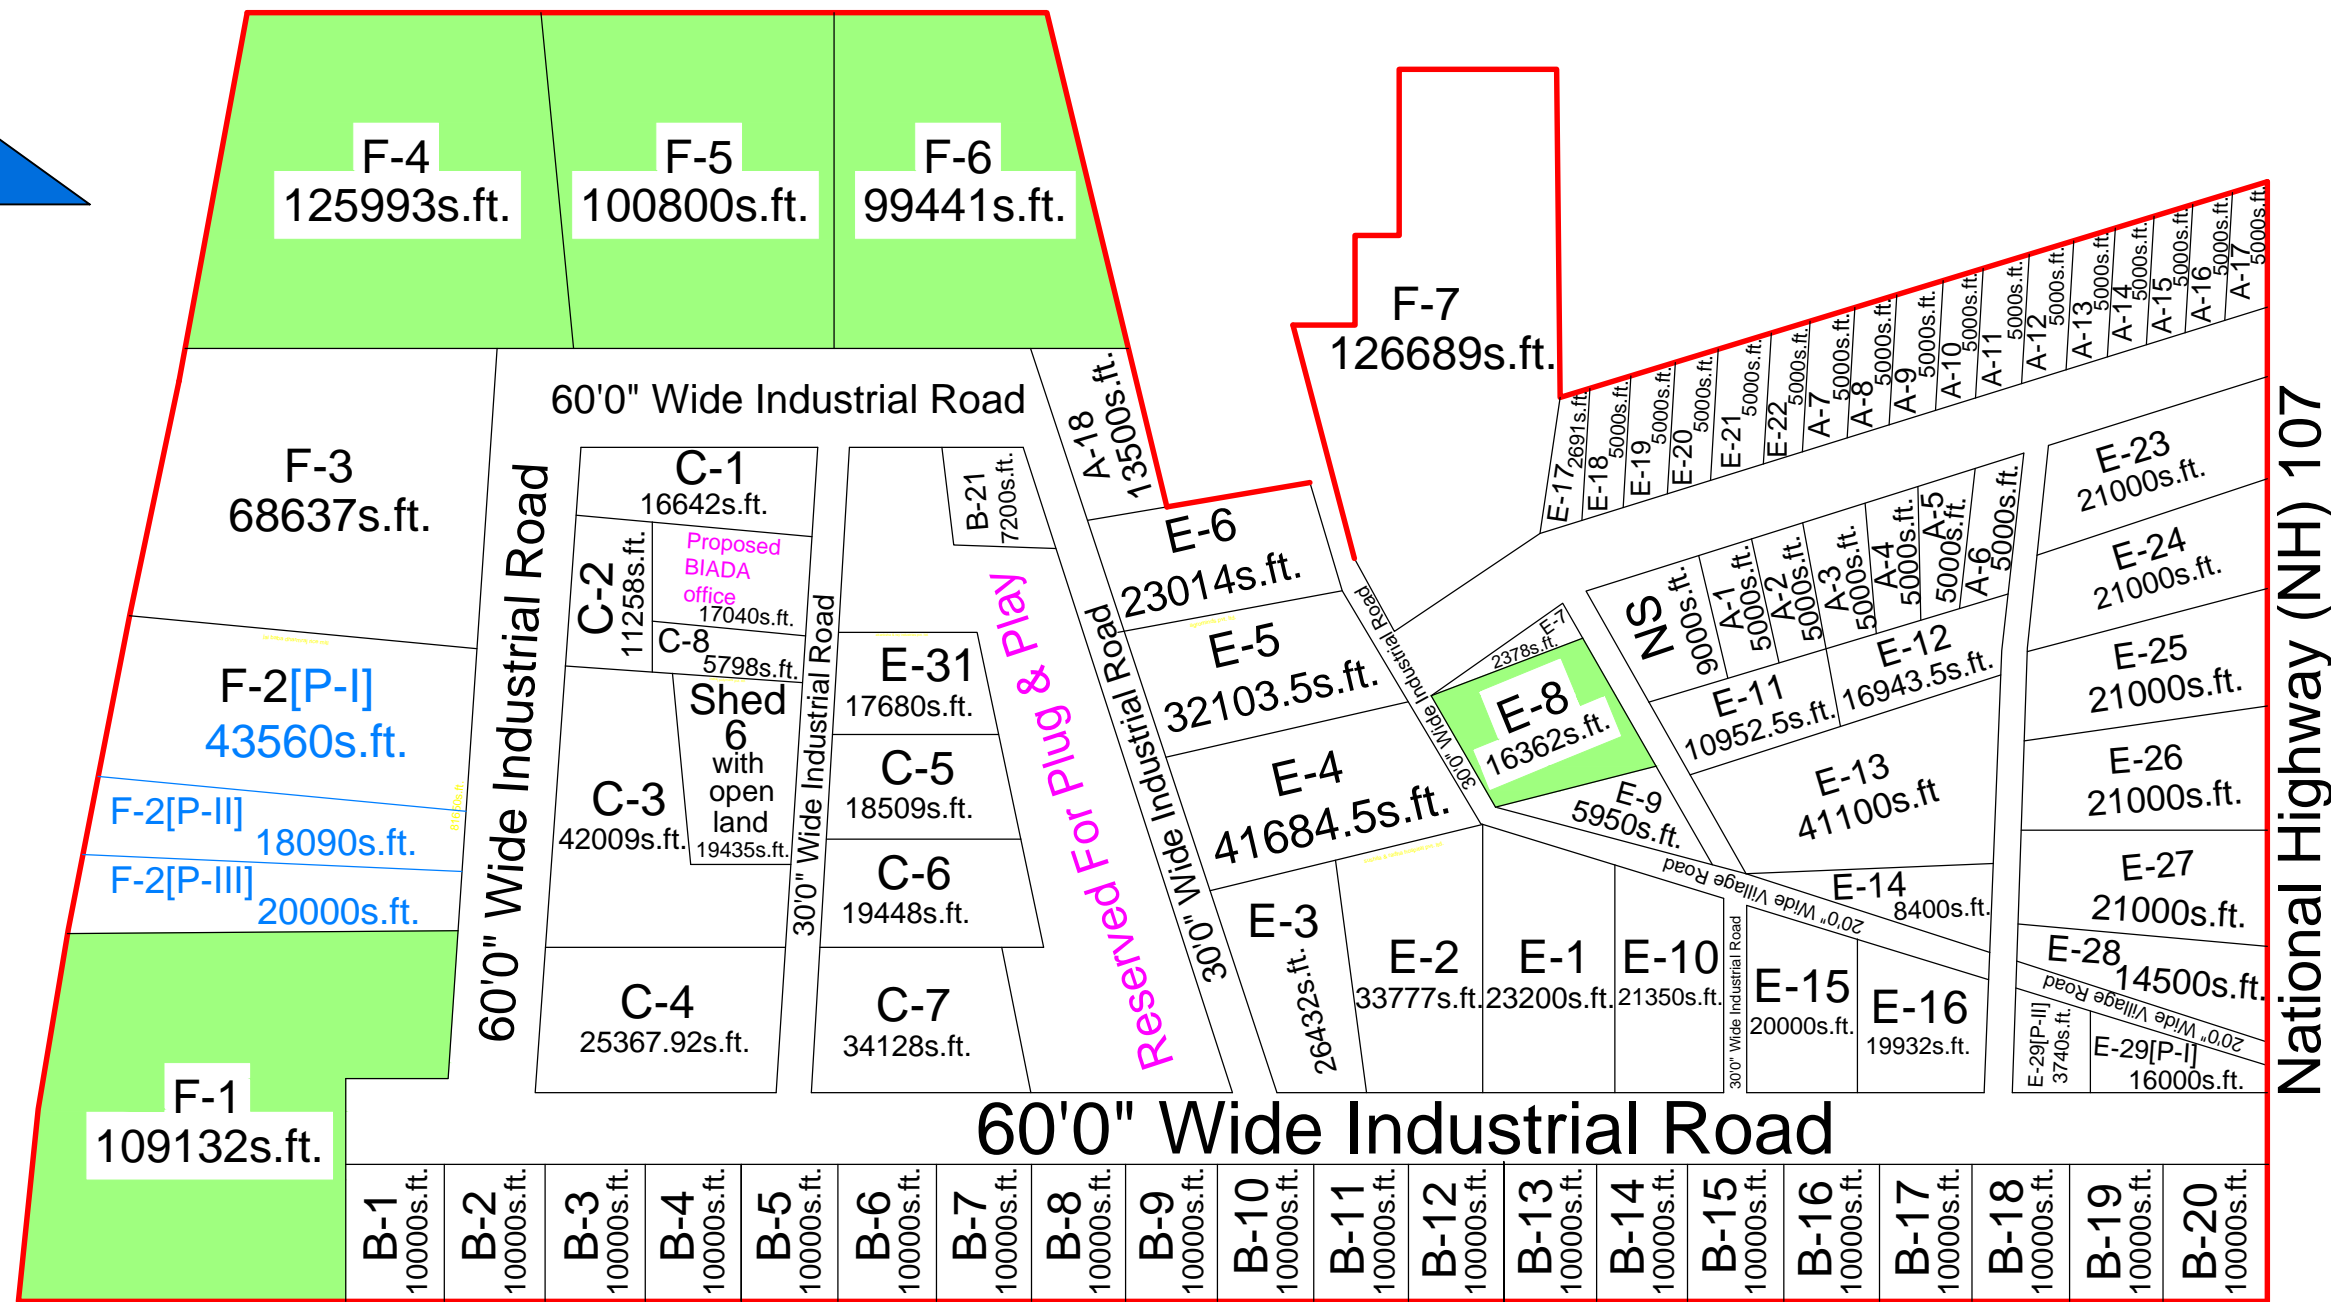 F-4
125993s.ft.
F-5
100800s.ft.
F-6
99441s.ft.
F-7
126689s.ft.
F-3
68637s.ft.
60'0" Wide Industrial Road
60'0" Wide Industrial Road
A-18
13500s.ft.
C-1
16642s.ft.
C-2
11258s.ft.
Proposed
BIADA
office
17040s.ft.
C-8
5798s.ft.
B-21
7200s.ft.
30'0" Wide Industrial Road
Reserved For Plug & Play
30'0" Wide Industrial Road
F-2[P-I]
43560s.ft.
F-2[P-II]
18090s.ft.
F-2[P-III]
20000s.ft.
F-1
109132s.ft.
C-3
42009s.ft.
Shed
6
with
open
land
19435s.ft.
C-4
25367.92s.ft.
E-31
17680s.ft.
C-5
18509s.ft.
C-6
19448s.ft.
C-7
34128s.ft.
E-6
23014s.ft.
E-5
32103.5s.ft.
E-4
41684.5s.ft.
E-3
26432s.ft.
E-2
33777s.ft.
E-1
23200s.ft.
E-10
21350s.ft.
30'0" Wide Industrial Road
30'0" Wide Industrial Road
E-7
2378s.ft.
E-8
16362s.ft.
E-9
5950s.ft.
20'0" Wide Village Road
30'0" Wide Industrial Road
E-15
20000s.ft.
E-16
19932s.ft.
E-17
2691s.ft.
E-18
5000s.ft.
E-19
5000s.ft.
E-20
5000s.ft.
E-21
5000s.ft.
E-22
5000s.ft.
A-7
5000s.ft.
A-8
5000s.ft.
A-9
5000s.ft.
A-10
5000s.ft.
A-11
5000s.ft.
A-12
5000s.ft.
A-13
5000s.ft.
A-14
5000s.ft.
A-15
5000s.ft.
A-16
5000s.ft.
A-17
5000s.ft.
NS
9000s.ft.
A-1
5000s.ft.
A-2
5000s.ft.
A-3
5000s.ft.
A-4
5000s.ft.
A-5
5000s.ft.
A-6
5000s.ft.
E-11
10952.5s.ft.
E-12
16943.5s.ft.
E-13
41100s.ft
E-14
8400s.ft.
E-23
21000s.ft.
E-24
21000s.ft.
E-25
21000s.ft.
E-26
21000s.ft.
E-27
21000s.ft.
E-28
14500s.ft.
20'0" Wide Village Road
E-29[P-II]
3740s.ft.
E-29[P-I]
16000s.ft.
National Highway (NH) 107
60'0" Wide Industrial Road
B-1
10000s.ft.
B-2
10000s.ft.
B-3
10000s.ft.
B-4
10000s.ft.
B-5
10000s.ft.
B-6
10000s.ft.
B-7
10000s.ft.
B-8
10000s.ft.
B-9
10000s.ft.
B-10
10000s.ft.
B-11
10000s.ft.
B-12
10000s.ft.
B-13
10000s.ft.
B-14
10000s.ft.
B-15
10000s.ft.
B-16
10000s.ft.
B-17
10000s.ft.
B-18
10000s.ft.
B-19
10000s.ft.
B-20
10000s.ft.